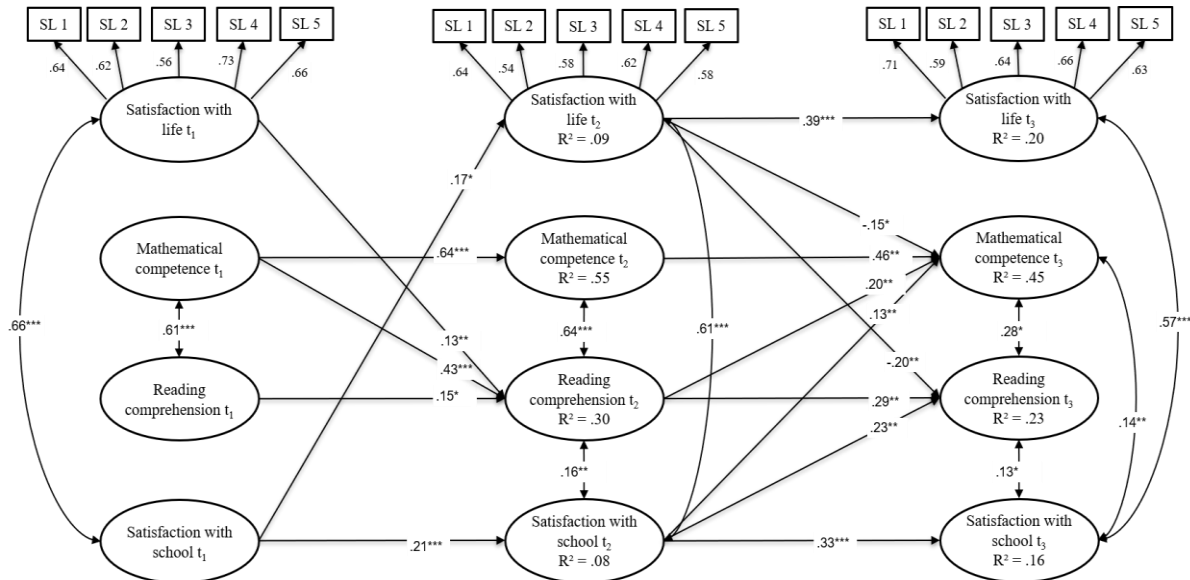 SL 1 SL 2 SL 3 SL 4 SL 5 SL 1 SL 2 SL 3 SL 4 SL 5 SL 1 SL 2 SL 3 SL 4 SL 5
.64 .62 .56 .73 .66 .64 .54 .58 .62 .58 .71 .59 .64 .66 .63
Satisfaction with
life t₁
Satisfaction with
life t₂
R² = .09
.39***
Satisfaction with
life t₃
R² = .20
.17*
-.15*
Mathematical
competence t₁
.64***
Mathematical
competence t₂
R² = .55
.46**
Mathematical
competence t₃
R² = .45
.20**
.13**
.66***
.61***
.13**
.64***
.61***
.28*
.57***
-.20**
.43***
Reading
comprehension t₁
.15*
Reading
comprehension t₂
R² = .30
.29**
Reading
comprehension t₃
R² = .23
.23**
.14**
.16**
.13*
Satisfaction with
school t₁
.21***
Satisfaction with
school t₂
R² = .08
.33***
Satisfaction with
school t₃
R² = .16